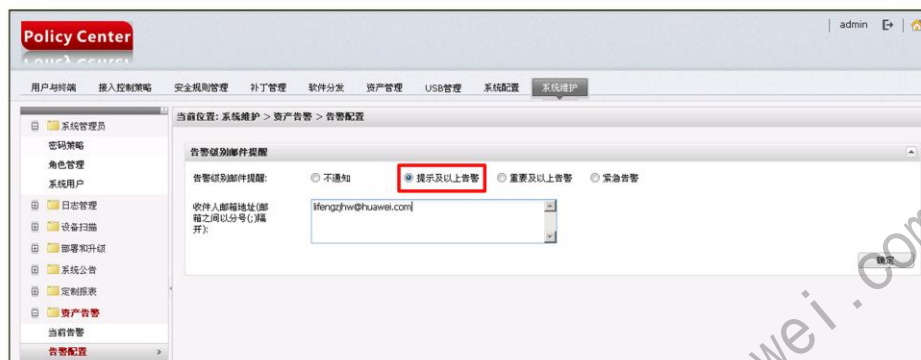 Policy Center
admin
用户与终端 接入控制策略 安全规则管理 补丁管理 软件分发 资产管理 USB管理 系统配置 系统维护
当前位置: 系统维护 > 资产告警 > 告警配置
系统管理员
密码策略
角色管理
系统用户
日志管理
设备扫描
部署和升级
系统公告
定制报表
资产告警
当前告警
告警配置
告警级别邮件提醒
告警级别邮件提醒: 不通知 提示及以上告警 重要及以上告警 紧急告警
收件人邮箱地址(邮
箱之间以分号(;)隔
开):
lifengzjhw@huawei.com
确定
wei.com